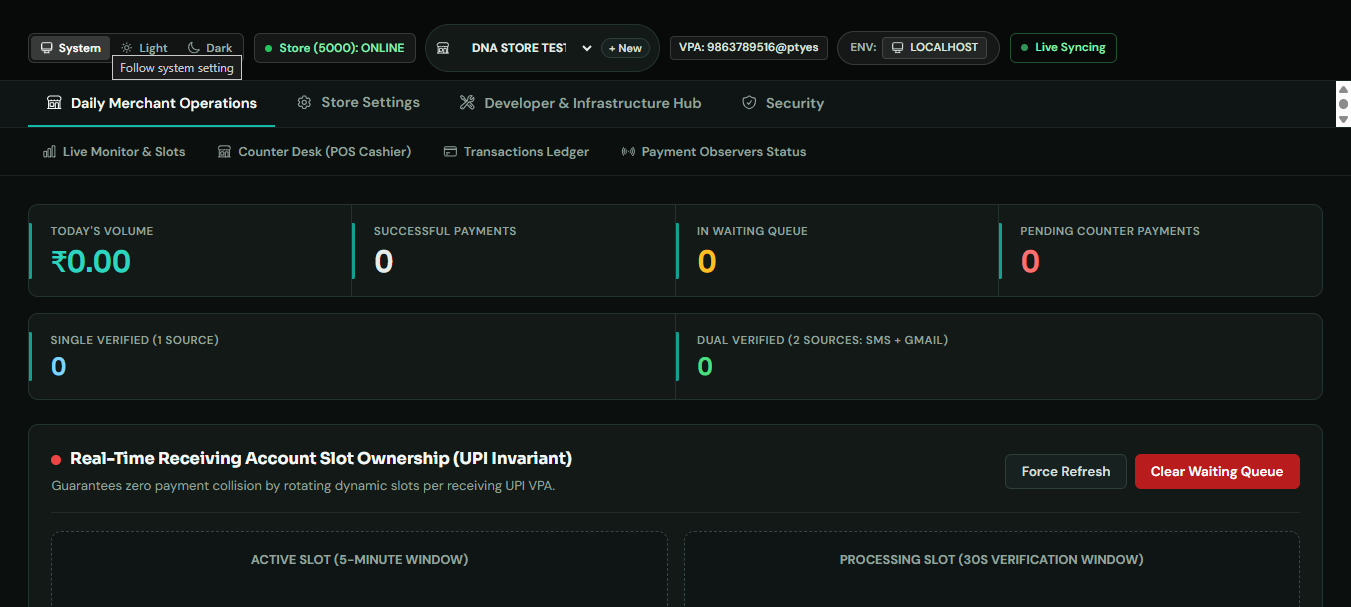 System Light Dark Store (5000): ONLINE DNA STORE TEST + New VPA: 9863789516@ptyes ENV: LOCALHOST Live Syncing
Follow system setting
Daily Merchant Operations Store Settings Developer & Infrastructure Hub Security
Live Monitor & Slots Counter Desk (POS Cashier) Transactions Ledger Payment Observers Status
TODAY'S VOLUME SUCCESSFUL PAYMENTS IN WAITING QUEUE PENDING COUNTER PAYMENTS
₹0.00 0 0 0
SINGLE VERIFIED (1 SOURCE) DUAL VERIFIED (2 SOURCES: SMS + GMAIL)
0 0
Real-Time Receiving Account Slot Ownership (UPI Invariant)
Guarantees zero payment collision by rotating dynamic slots per receiving UPI VPA.
Force Refresh Clear Waiting Queue
ACTIVE SLOT (5-MINUTE WINDOW) PROCESSING SLOT (30S VERIFICATION WINDOW)